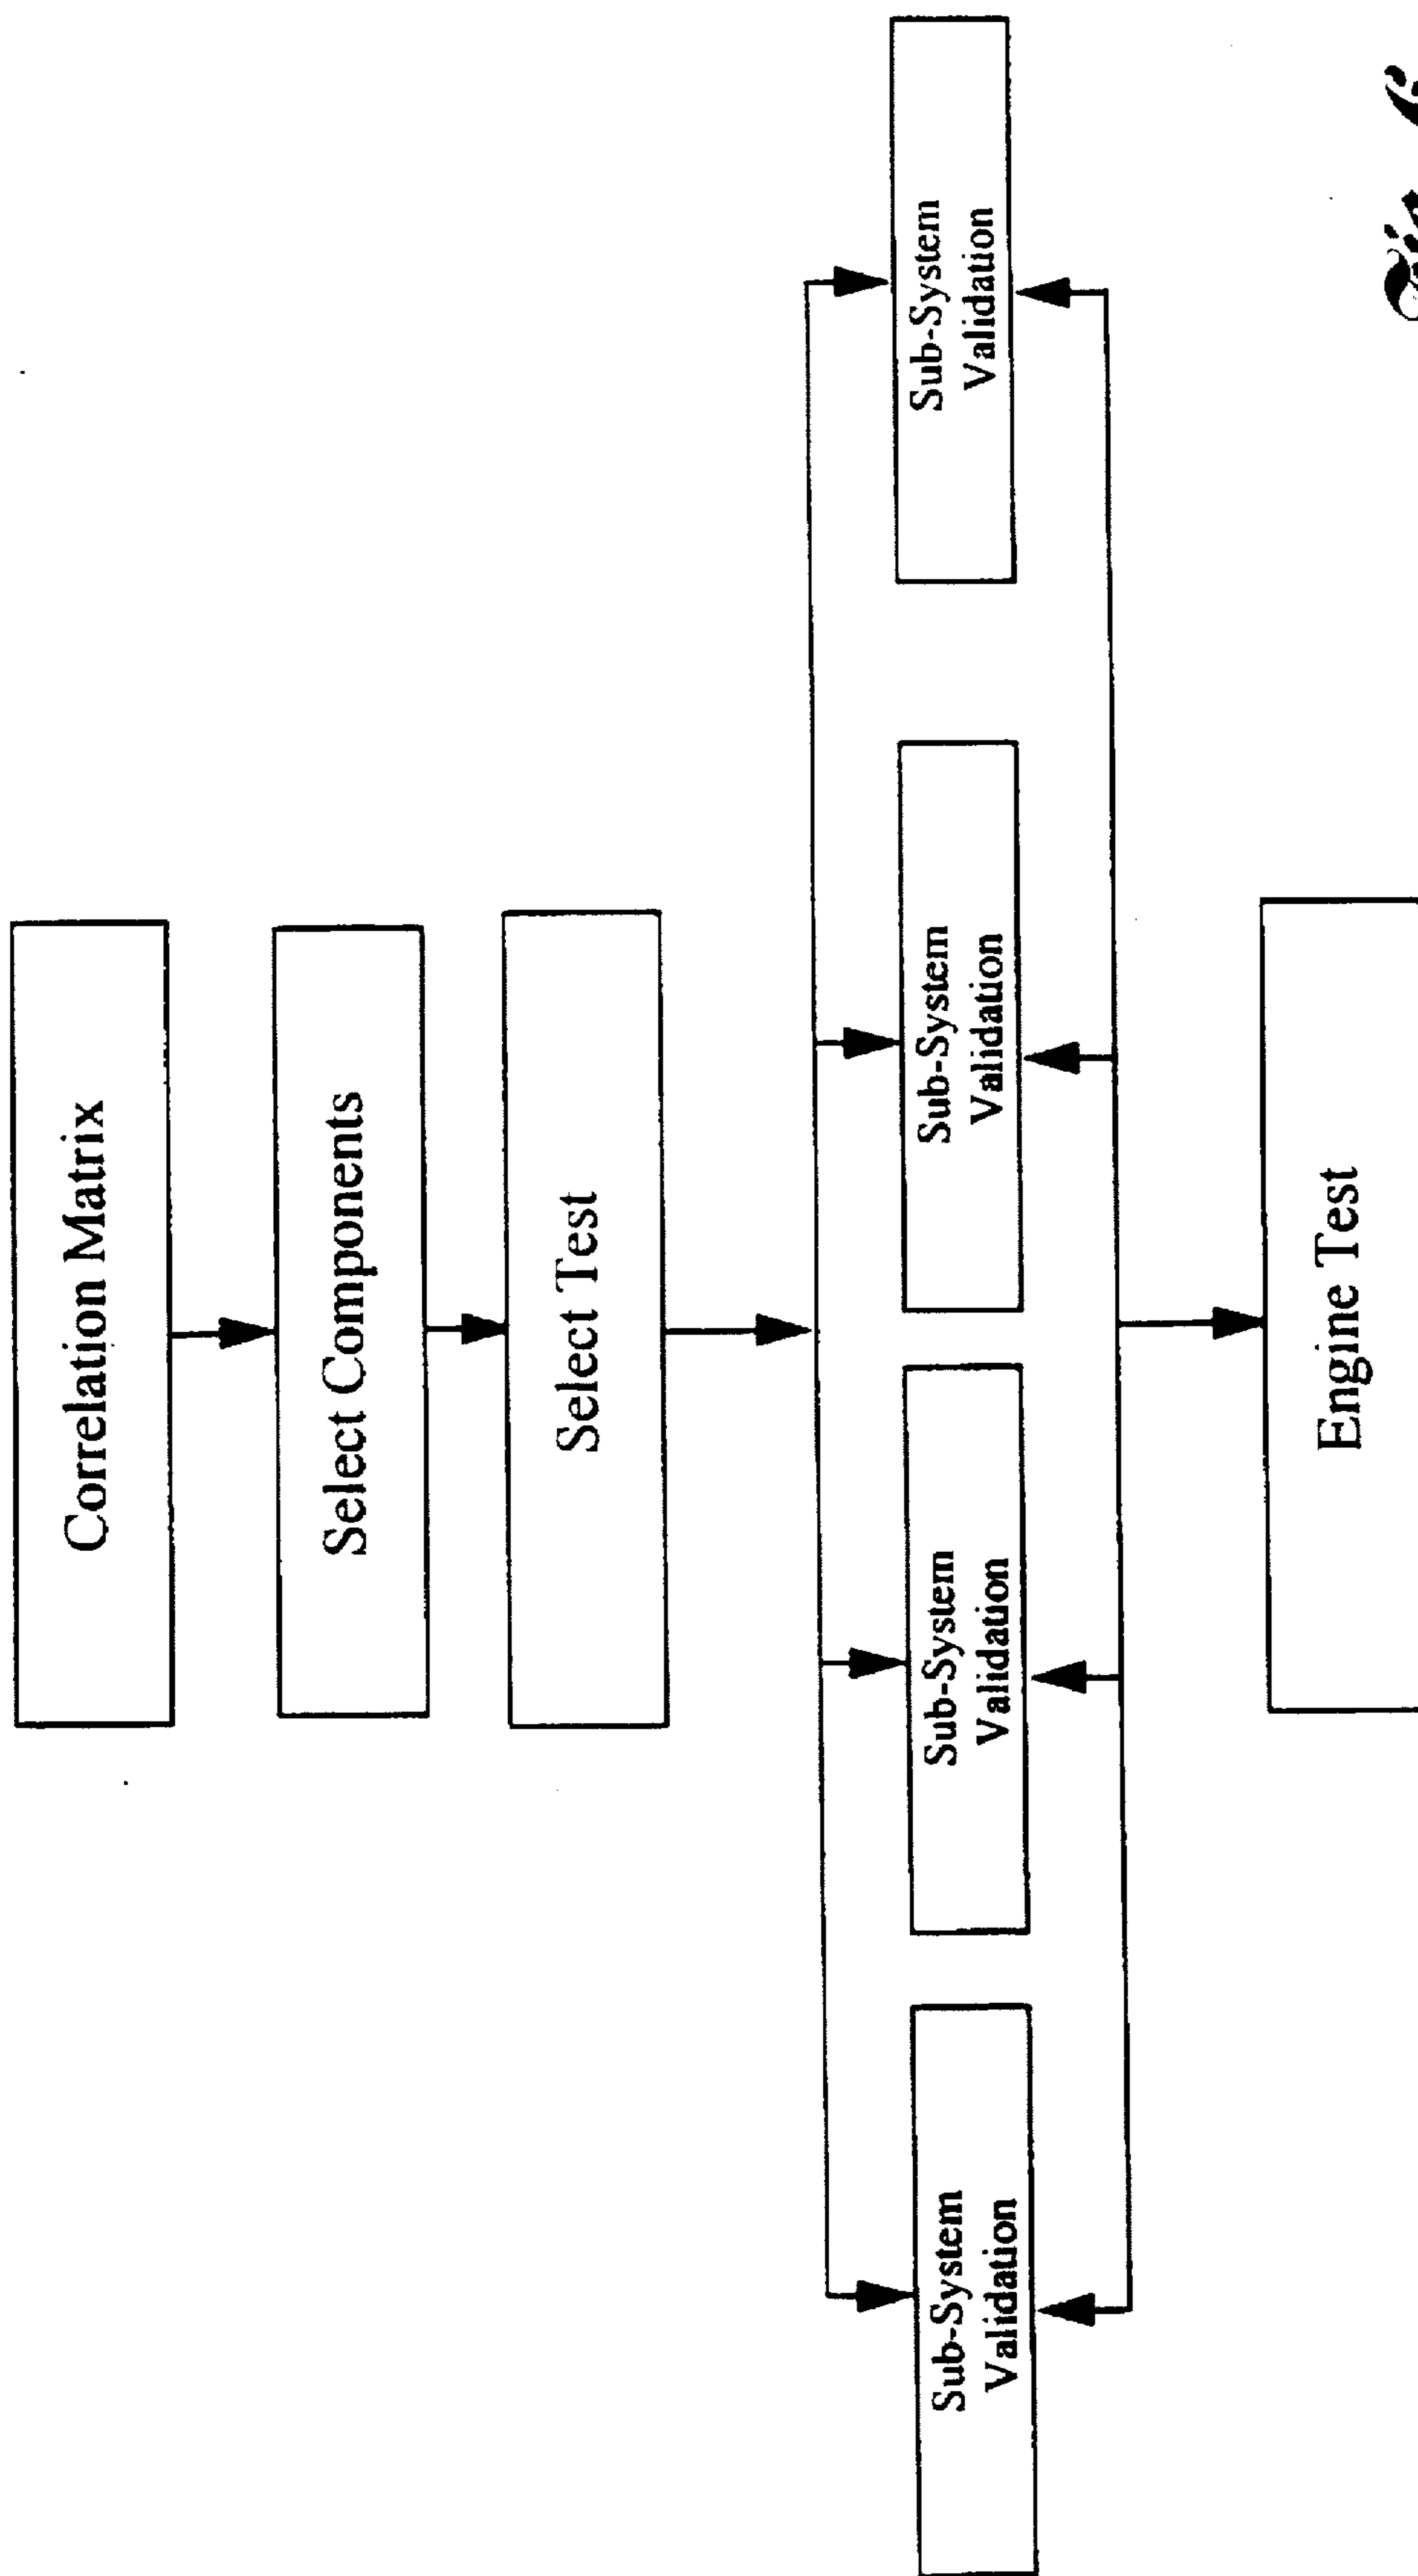 Correlation Matrix
Select Components
Select Test
Sub-System
Validation
Sub-System
Validation
Sub-System
Validation
Sub-System
Validation
Engine Test